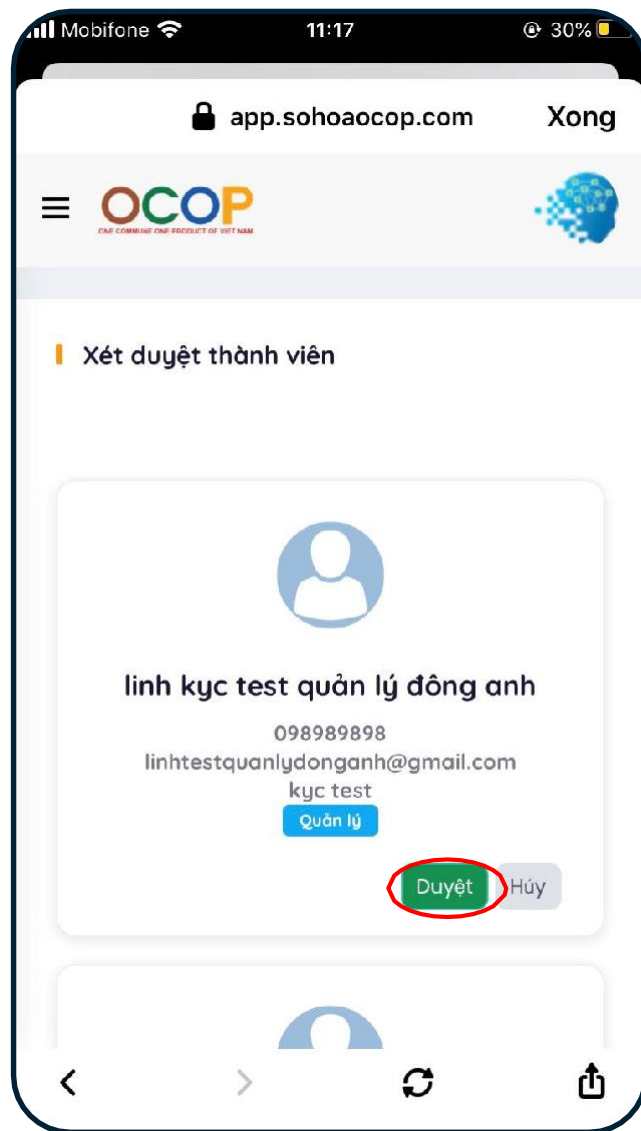 Mobifone 11:17 30%
app.sohoaocop.com Xong
OCOP
ONE COMMUNE ONE PRODUCT OF VIET NAM
Xét duyệt thành viên
linh kyc test quản lý đông anh
098989898
linhtestquanlydonganh@gmail.com
kyc test
Quản lý
Duyệt Hủy